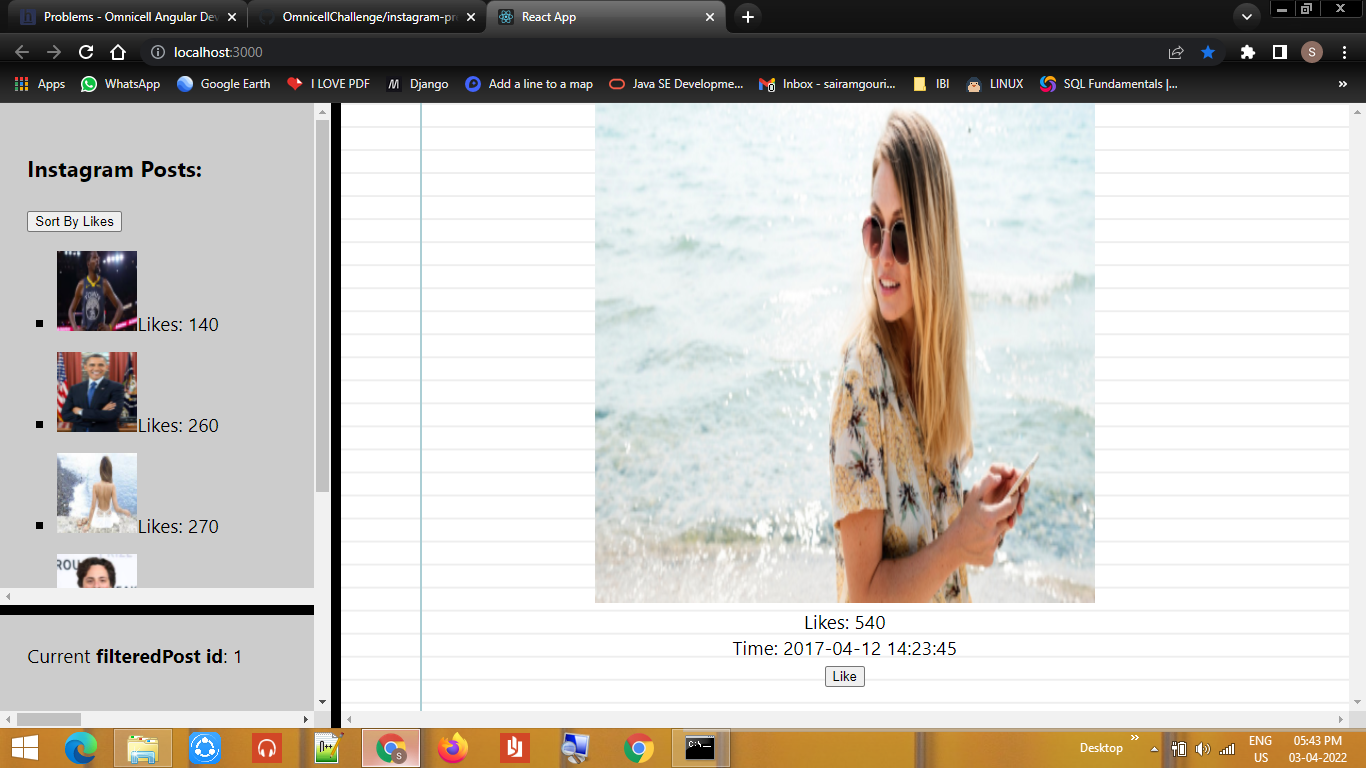 Problems - Omnicell Angular Dev
OmnicellChallenge/instagram-pr
React App
localhost:3000
S
Apps
WhatsApp
Google Earth
I LOVE PDF
Django
Add a line to a map
Java SE Developme...
Inbox - sairamgoun...
IBI
LINUX
SQL Fundamentals |...
»
Instagram Posts:
Sort By Likes
Likes: 140
Likes: 260
Likes: 270
Current filteredPost id: 1
Likes: 540
Time: 2017-04-12 14:23:45
Like
Desktop
»
ENG
US
05:43 PM
03-04-2022